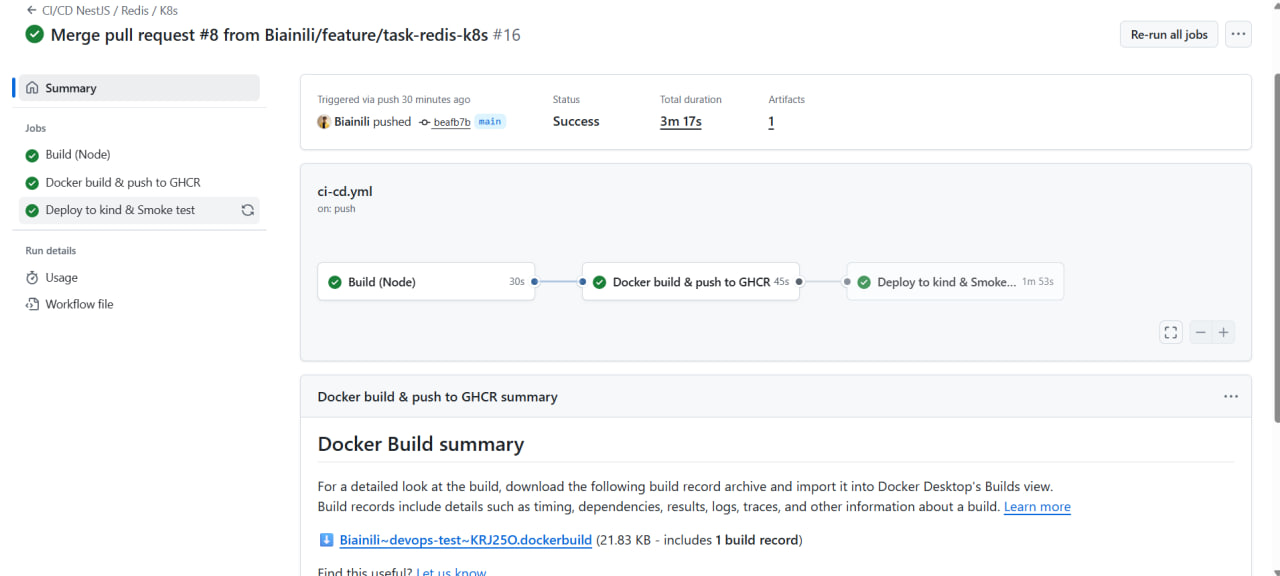 ← CI/CD NestJS / Redis / K8s
Merge pull request #8 from Biainili/feature/task-redis-k8s #16
Re-run all jobs
Summary
Jobs
Build (Node)
Docker build & push to GHCR
Deploy to kind & Smoke test
Run details
Usage
Workflow file
Triggered via push 30 minutes ago
Biainili pushed beafb7b main
Status
Success
Total duration
3m 17s
Artifacts
1
ci-cd.yml
on: push
Build (Node) 30s
Docker build & push to GHCR 45s
Deploy to kind & Smoke... 1m 53s
Docker build & push to GHCR summary
Docker Build summary
For a detailed look at the build, download the following build record archive and import it into Docker Desktop's Builds view.
Build records include details such as timing, dependencies, results, logs, traces, and other information about a build. Learn more
Biainili~devops-test~KRJ25O.dockerbuild (21.83 KB - includes 1 build record)
Find this useful? Let us know